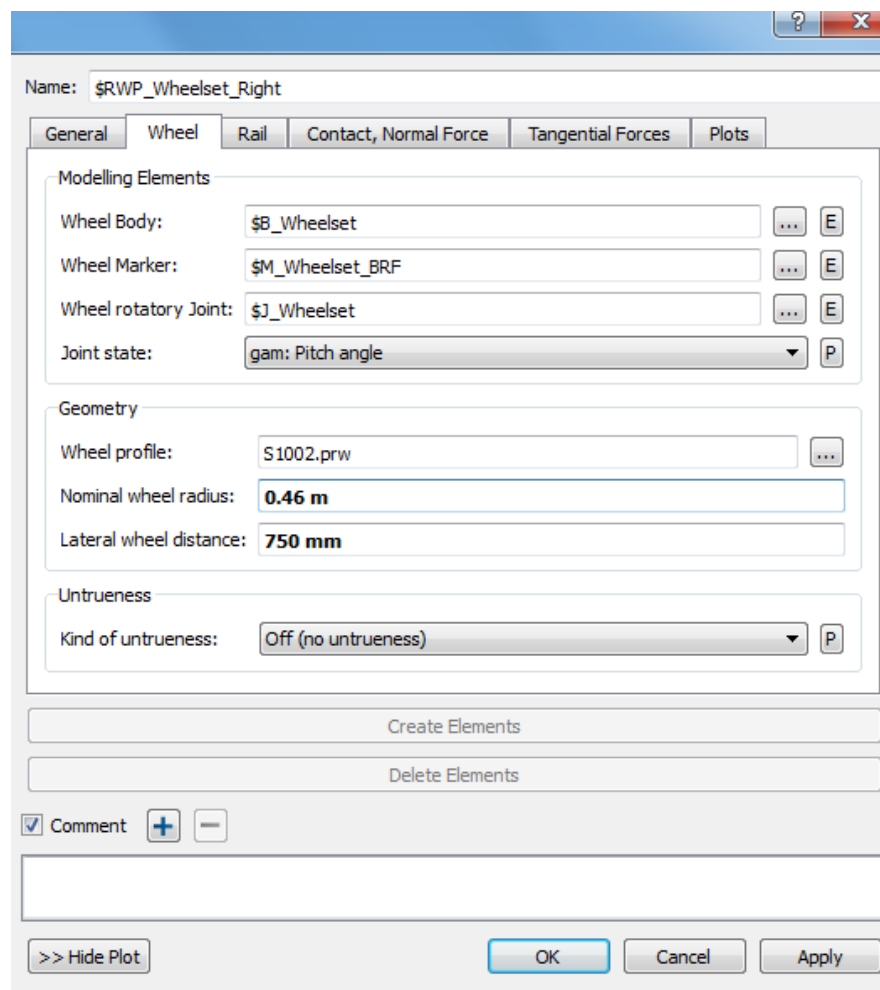 ? x
Name: $RWP_Wheelset_Right
General Wheel Rail Contact, Normal Force Tangential Forces Plots
Modelling Elements
Wheel Body: $B_Wheelset ... E
Wheel Marker: $M_Wheelset_BRF ... E
Wheel rotatory Joint: $J_Wheelset ... E
Joint state: gam: Pitch angle P
Geometry
Wheel profile: S1002.prw ...
Nominal wheel radius: 0.46 m
Lateral wheel distance: 750 mm
Untrueness
Kind of untrueness: Off (no untrueness) P
Create Elements
Delete Elements
Comment + −
>> Hide Plot OK Cancel Apply